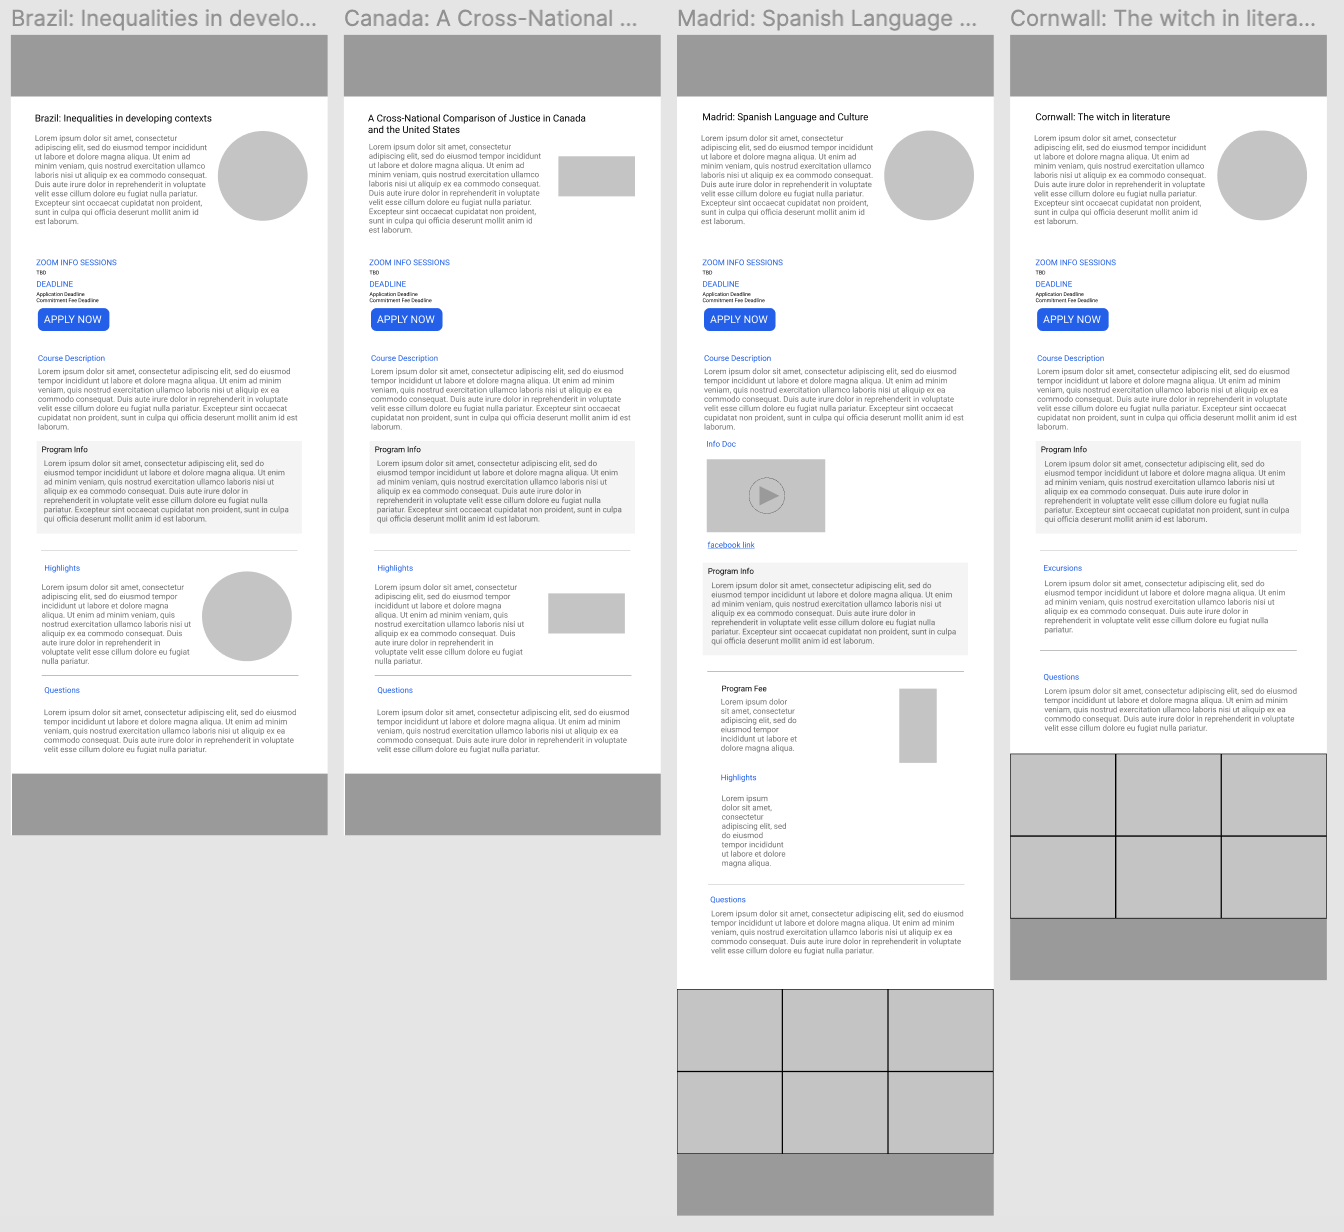 Brazil: Inequalities in develo...
Brazil: Inequalities in developing contexts
Lorem ipsum dolor sit amet, consectetur
adipiscing elit, sed do eiusmod tempor incididunt
ut labore et dolore magna aliqua. Ut enim ad
minim veniam, quis nostrud exercitation ullamco
laboris nisi ut aliquip ex ea commodo consequat.
Duis aute irure dolor in reprehenderit in voluptate
velit esse cillum dolore eu fugiat nulla pariatur.
Excepteur sint occaecat cupidatat non proident,
sunt in culpa qui officia deserunt mollit anim id
est laborum.
ZOOM INFO SESSIONS
TBD
DEADLINE
Application Deadline
Commitment Fee Deadline
APPLY NOW
Course Description
Lorem ipsum dolor sit amet, consectetur adipiscing elit, sed do eiusmod
tempor incididunt ut labore et dolore magna aliqua. Ut enim ad minim
veniam, quis nostrud exercitation ullamco laboris nisi ut aliquip ex ea
commodo consequat. Duis aute irure dolor in reprehenderit in voluptate
velit esse cillum dolore eu fugiat nulla pariatur. Excepteur sint occaecat
cupidatat non proident, sunt in culpa qui officia deserunt mollit anim id est
laborum.
Program Info
Lorem ipsum dolor sit amet, consectetur adipiscing elit, sed do
eiusmod tempor incididunt ut labore et dolore magna aliqua. Ut enim
ad minim veniam, quis nostrud exercitation ullamco laboris nisi ut
aliquip ex ea commodo consequat. Duis aute irure dolor in
reprehenderit in voluptate velit esse cillum dolore eu fugiat nulla
pariatur. Excepteur sint occaecat cupidatat non proident, sunt in culpa
qui officia deserunt mollit anim id est laborum.
Highlights
Lorem ipsum dolor sit amet, consectetur
adipiscing elit, sed do eiusmod tempor
incididunt ut labore et dolore magna
aliqua. Ut enim ad minim veniam, quis
nostrud exercitation ullamco laboris nisi ut
aliquip ex ea commodo consequat. Duis
aute irure dolor in reprehenderit in
voluptate velit esse cillum dolore eu fugiat
nulla pariatur.
Questions
Lorem ipsum dolor sit amet, consectetur adipiscing elit, sed do eiusmod
tempor incididunt ut labore et dolore magna aliqua. Ut enim ad minim
veniam, quis nostrud exercitation ullamco laboris nisi ut aliquip ex ea
commodo consequat. Duis aute irure dolor in reprehenderit in voluptate
velit esse cillum dolore eu fugiat nulla pariatur.
Canada: A Cross-National ...
A Cross-National Comparison of Justice in Canada
and the United States
Lorem ipsum dolor sit amet, consectetur
adipiscing elit, sed do eiusmod tempor incididunt
ut labore et dolore magna aliqua. Ut enim ad
minim veniam, quis nostrud exercitation ullamco
laboris nisi ut aliquip ex ea commodo consequat.
Duis aute irure dolor in reprehenderit in voluptate
velit esse cillum dolore eu fugiat nulla pariatur.
Excepteur sint occaecat cupidatat non proident,
sunt in culpa qui officia deserunt mollit anim id
est laborum.
ZOOM INFO SESSIONS
TBD
DEADLINE
Application Deadline
Commitment Fee Deadline
APPLY NOW
Course Description
Lorem ipsum dolor sit amet, consectetur adipiscing elit, sed do eiusmod
tempor incididunt ut labore et dolore magna aliqua. Ut enim ad minim
veniam, quis nostrud exercitation ullamco laboris nisi ut aliquip ex ea
commodo consequat. Duis aute irure dolor in reprehenderit in voluptate
velit esse cillum dolore eu fugiat nulla pariatur. Excepteur sint occaecat
cupidatat non proident, sunt in culpa qui officia deserunt mollit anim id est
laborum.
Program Info
Lorem ipsum dolor sit amet, consectetur adipiscing elit, sed do
eiusmod tempor incididunt ut labore et dolore magna aliqua. Ut enim
ad minim veniam, quis nostrud exercitation ullamco laboris nisi ut
aliquip ex ea commodo consequat. Duis aute irure dolor in
reprehenderit in voluptate velit esse cillum dolore eu fugiat nulla
pariatur. Excepteur sint occaecat cupidatat non proident, sunt in culpa
qui officia deserunt mollit anim id est laborum.
Highlights
Lorem ipsum dolor sit amet, consectetur
adipiscing elit, sed do eiusmod tempor
incididunt ut labore et dolore magna
aliqua. Ut enim ad minim veniam, quis
nostrud exercitation ullamco laboris nisi ut
aliquip ex ea commodo consequat. Duis
aute irure dolor in reprehenderit in
voluptate velit esse cillum dolore eu fugiat
nulla pariatur.
Questions
Lorem ipsum dolor sit amet, consectetur adipiscing elit, sed do eiusmod
tempor incididunt ut labore et dolore magna aliqua. Ut enim ad minim
veniam, quis nostrud exercitation ullamco laboris nisi ut aliquip ex ea
commodo consequat. Duis aute irure dolor in reprehenderit in voluptate
velit esse cillum dolore eu fugiat nulla pariatur.
Madrid: Spanish Language ...
Madrid: Spanish Language and Culture
Lorem ipsum dolor sit amet, consectetur
adipiscing elit, sed do eiusmod tempor incididunt
ut labore et dolore magna aliqua. Ut enim ad
minim veniam, quis nostrud exercitation ullamco
laboris nisi ut aliquip ex ea commodo consequat.
Duis aute irure dolor in reprehenderit in voluptate
velit esse cillum dolore eu fugiat nulla pariatur.
Excepteur sint occaecat cupidatat non proident,
sunt in culpa qui officia deserunt mollit anim id
est laborum.
ZOOM INFO SESSIONS
TBD
DEADLINE
Application Deadline
Commitment Fee Deadline
APPLY NOW
Course Description
Lorem ipsum dolor sit amet, consectetur adipiscing elit, sed do eiusmod
tempor incididunt ut labore et dolore magna aliqua. Ut enim ad minim
veniam, quis nostrud exercitation ullamco laboris nisi ut aliquip ex ea
commodo consequat. Duis aute irure dolor in reprehenderit in voluptate
velit esse cillum dolore eu fugiat nulla pariatur. Excepteur sint occaecat
cupidatat non proident, sunt in culpa qui officia deserunt mollit anim id est
laborum.
Info Doc
facebook link
Program Info
Lorem ipsum dolor sit amet, consectetur adipiscing elit, sed do
eiusmod tempor incididunt ut labore et dolore magna aliqua. Ut enim
ad minim veniam, quis nostrud exercitation ullamco laboris nisi ut
aliquip ex ea commodo consequat. Duis aute irure dolor in
reprehenderit in voluptate velit esse cillum dolore eu fugiat nulla
pariatur. Excepteur sint occaecat cupidatat non proident, sunt in culpa
qui officia deserunt mollit anim id est laborum.
Program Fee
Lorem ipsum dolor
sit amet, consectetur
adipiscing elit, sed do
eiusmod tempor
incididunt ut labore et
dolore magna aliqua.
Highlights
Lorem ipsum
dolor sit amet,
consectetur
adipiscing elit, sed
do eiusmod
tempor incididunt
ut labore et dolore
magna aliqua.
Questions
Lorem ipsum dolor sit amet, consectetur adipiscing elit, sed do eiusmod
tempor incididunt ut labore et dolore magna aliqua. Ut enim ad minim
veniam, quis nostrud exercitation ullamco laboris nisi ut aliquip ex ea
commodo consequat. Duis aute irure dolor in reprehenderit in voluptate
velit esse cillum dolore eu fugiat nulla pariatur.
Cornwall: The witch in litera...
Cornwall: The witch in literature
Lorem ipsum dolor sit amet, consectetur
adipiscing elit, sed do eiusmod tempor incididunt
ut labore et dolore magna aliqua. Ut enim ad
minim veniam, quis nostrud exercitation ullamco
laboris nisi ut aliquip ex ea commodo consequat.
Duis aute irure dolor in reprehenderit in voluptate
velit esse cillum dolore eu fugiat nulla pariatur.
Excepteur sint occaecat cupidatat non proident,
sunt in culpa qui officia deserunt mollit anim id
est laborum.
ZOOM INFO SESSIONS
TBD
DEADLINE
Application Deadline
Commitment Fee Deadline
APPLY NOW
Course Description
Lorem ipsum dolor sit amet, consectetur adipiscing elit, sed do eiusmod
tempor incididunt ut labore et dolore magna aliqua. Ut enim ad minim
veniam, quis nostrud exercitation ullamco laboris nisi ut aliquip ex ea
commodo consequat. Duis aute irure dolor in reprehenderit in voluptate
velit esse cillum dolore eu fugiat nulla pariatur. Excepteur sint occaecat
cupidatat non proident, sunt in culpa qui officia deserunt mollit anim id est
laborum.
Program Info
Lorem ipsum dolor sit amet, consectetur adipiscing elit, sed do
eiusmod tempor incididunt ut labore et dolore magna aliqua. Ut enim
ad minim veniam, quis nostrud exercitation ullamco laboris nisi ut
aliquip ex ea commodo consequat. Duis aute irure dolor in
reprehenderit in voluptate velit esse cillum dolore eu fugiat nulla
pariatur. Excepteur sint occaecat cupidatat non proident, sunt in culpa
qui officia deserunt mollit anim id est laborum.
Excursions
Lorem ipsum dolor sit amet, consectetur adipiscing elit, sed do
eiusmod tempor incididunt ut labore et dolore magna aliqua. Ut enim
ad minim veniam, quis nostrud exercitation ullamco laboris nisi ut
aliquip ex ea commodo consequat. Duis aute irure dolor in
reprehenderit in voluptate velit esse cillum dolore eu fugiat nulla
pariatur.
Questions
Lorem ipsum dolor sit amet, consectetur adipiscing elit, sed do eiusmod
tempor incididunt ut labore et dolore magna aliqua. Ut enim ad minim
veniam, quis nostrud exercitation ullamco laboris nisi ut aliquip ex ea
commodo consequat. Duis aute irure dolor in reprehenderit in voluptate
velit esse cillum dolore eu fugiat nulla pariatur.